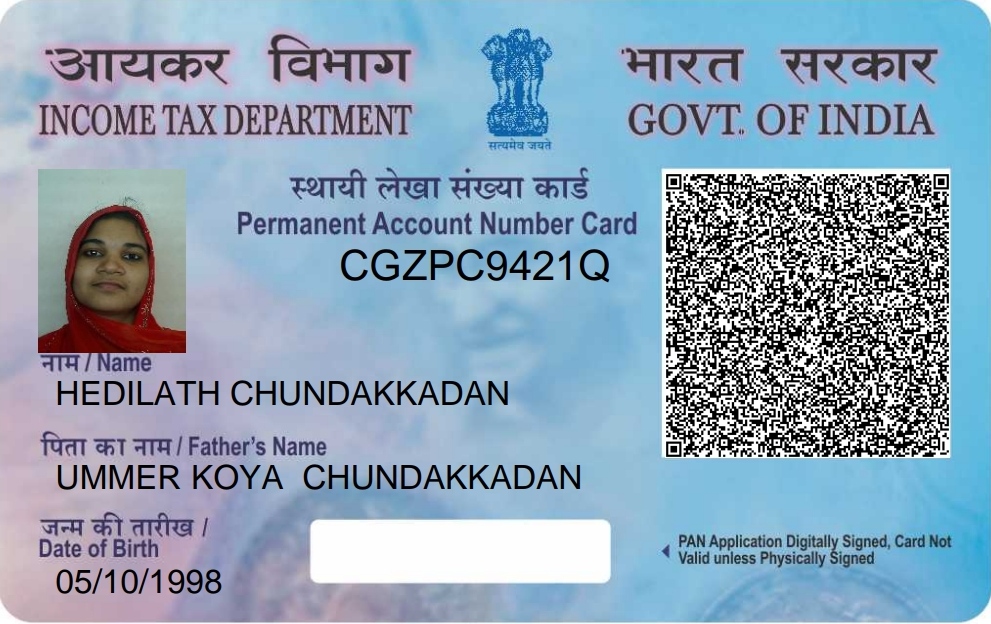 आयकर विभाग
INCOME TAX DEPARTMENT
सत्यमेव जयते
भारत सरकार
GOVT. OF INDIA
स्थायी लेखा संख्या कार्ड
Permanent Account Number Card
CGZPC9421Q
नाम / Name
HEDILATH CHUNDAKKADAN
पिता का नाम / Father's Name
UMMER KOYA CHUNDAKKADAN
जन्म की तारीख /
Date of Birth
05/10/1998
PAN Application Digitally Signed, Card Not
Valid unless Physically Signed